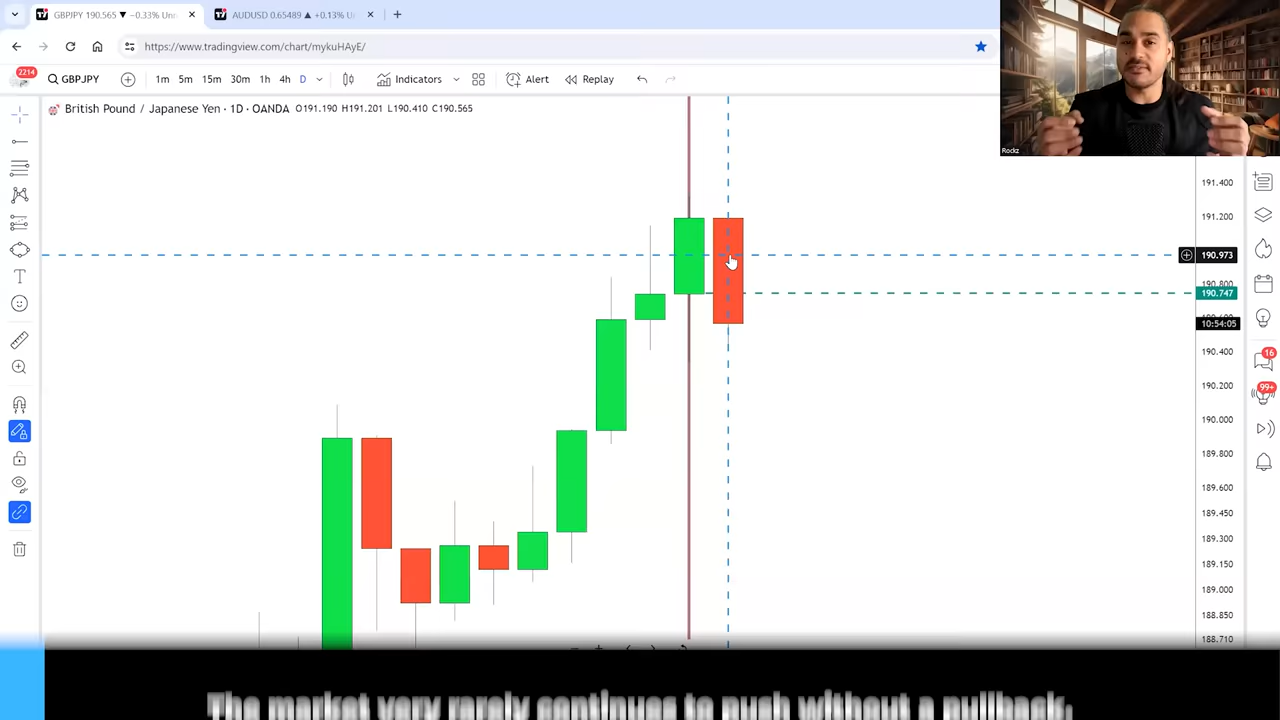 GBPJPY 190.565 ▼ −0.33% Unn
AUDUSD 0.65489 ▲ +0.13% U
https://www.tradingview.com/chart/mykuHAyE/
2214
GBPJPY
1m 5m 15m 30m 1h 4h D
Indicators
Alert
Replay
British Pound / Japanese Yen · 1D · OANDA O191.190 H191.201 L190.410 C190.565
Rockz
191.400
191.200
190.973
190.800
190.747
10:54:05
190.400
190.200
190.000
189.800
189.600
189.450
189.300
189.150
189.000
188.850
188.710
16
99+
The market very rarely continues to push without a pullback.